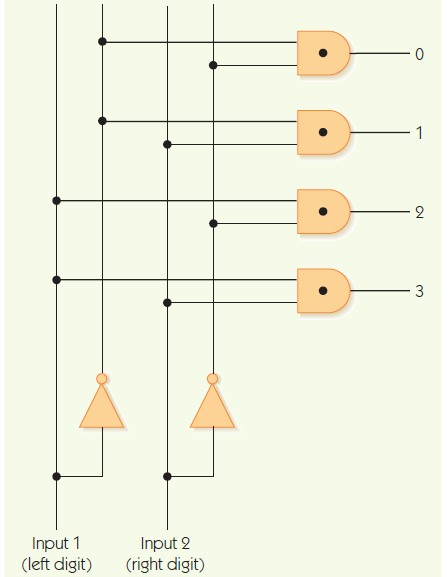 0
1
2
3
Input 1
(left digit)
Input 2
(right digit)